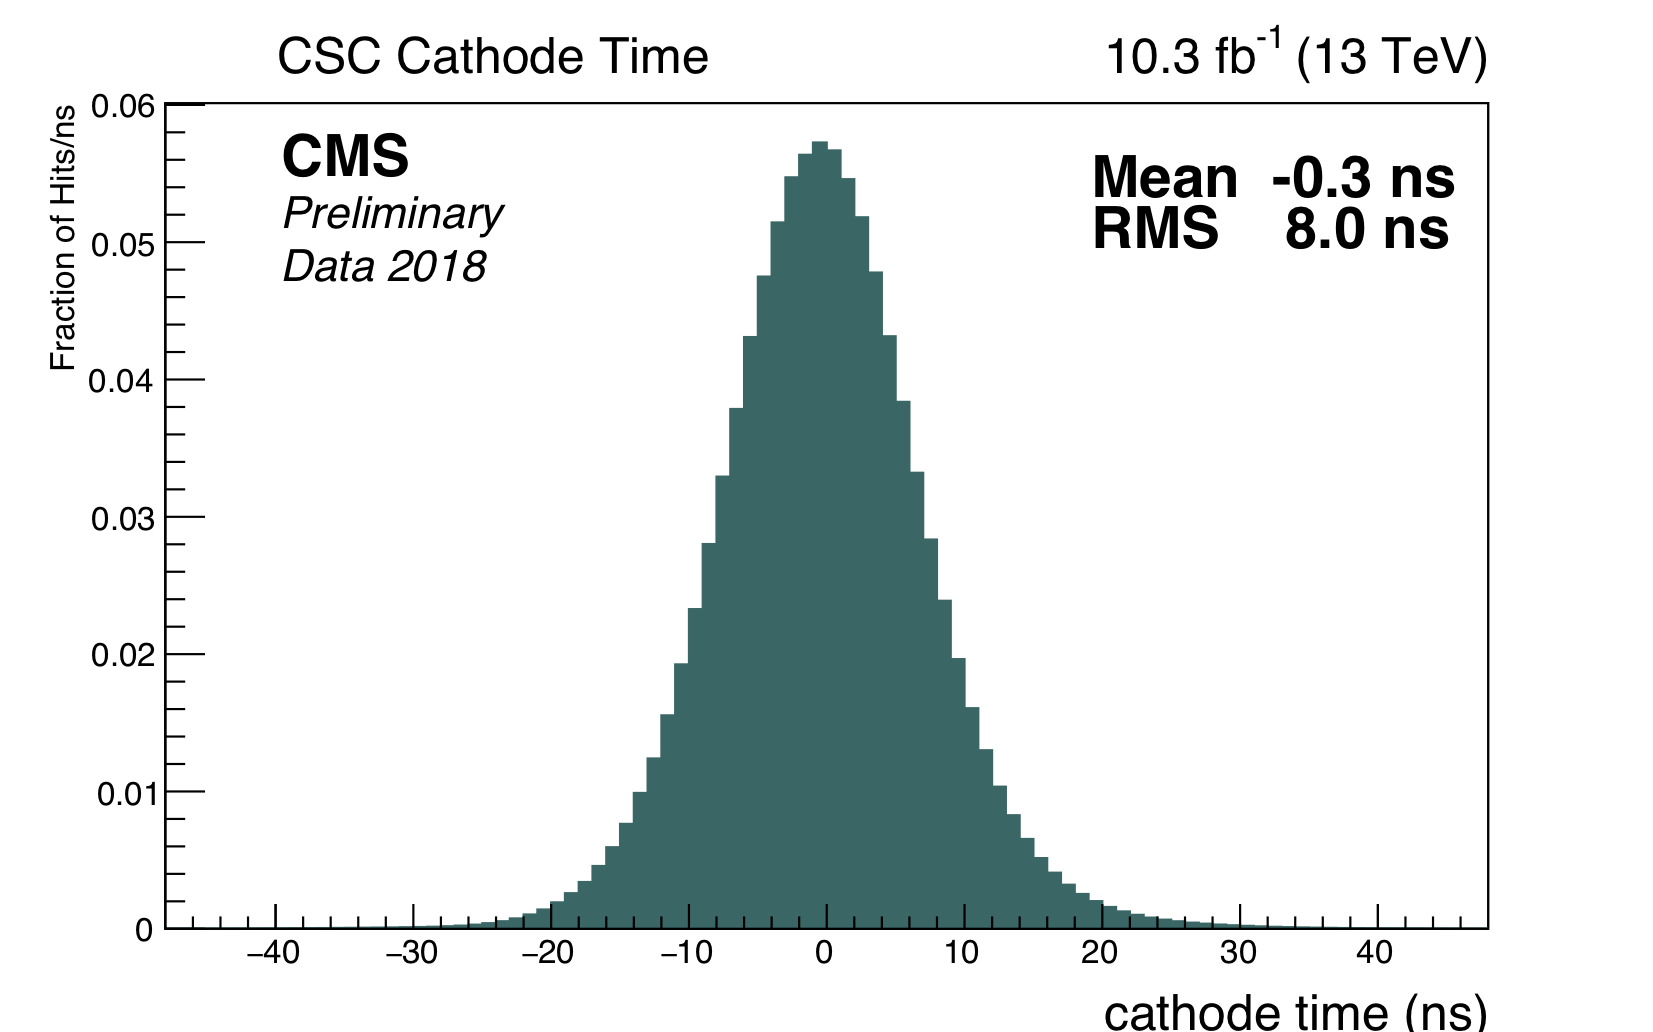 CSC Cathode Time
10.3 fb-1 (13 TeV)
Fraction of Hits/ns
CMS
Preliminary
Data 2018
Mean -0.3 ns
RMS 8.0 ns
0.06
0.05
0.04
0.03
0.02
0.01
0
−40 −30 −20 −10 0 10 20 30 40
cathode time (ns)